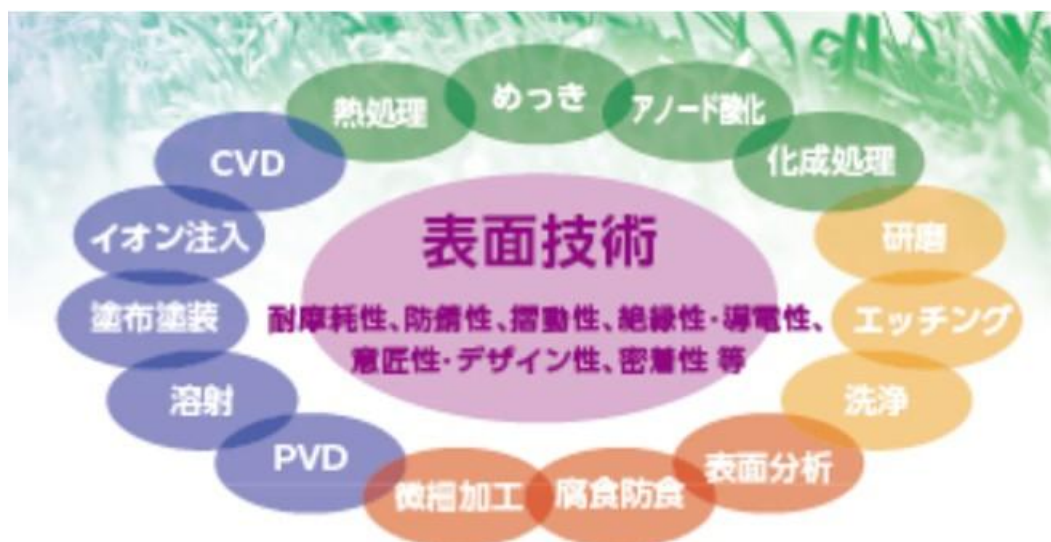 熱処理
めっき
アノード酸化
化成処理
CVD
イオン注入
塗布塗装
溶射
PVD
表面技術
耐摩耗性、防錆性、摺動性、絶縁性・導電性、
意匠性・デザイン性、密着性 等
研磨
エッチング
洗浄
表面分析
腐食防食
微細加工